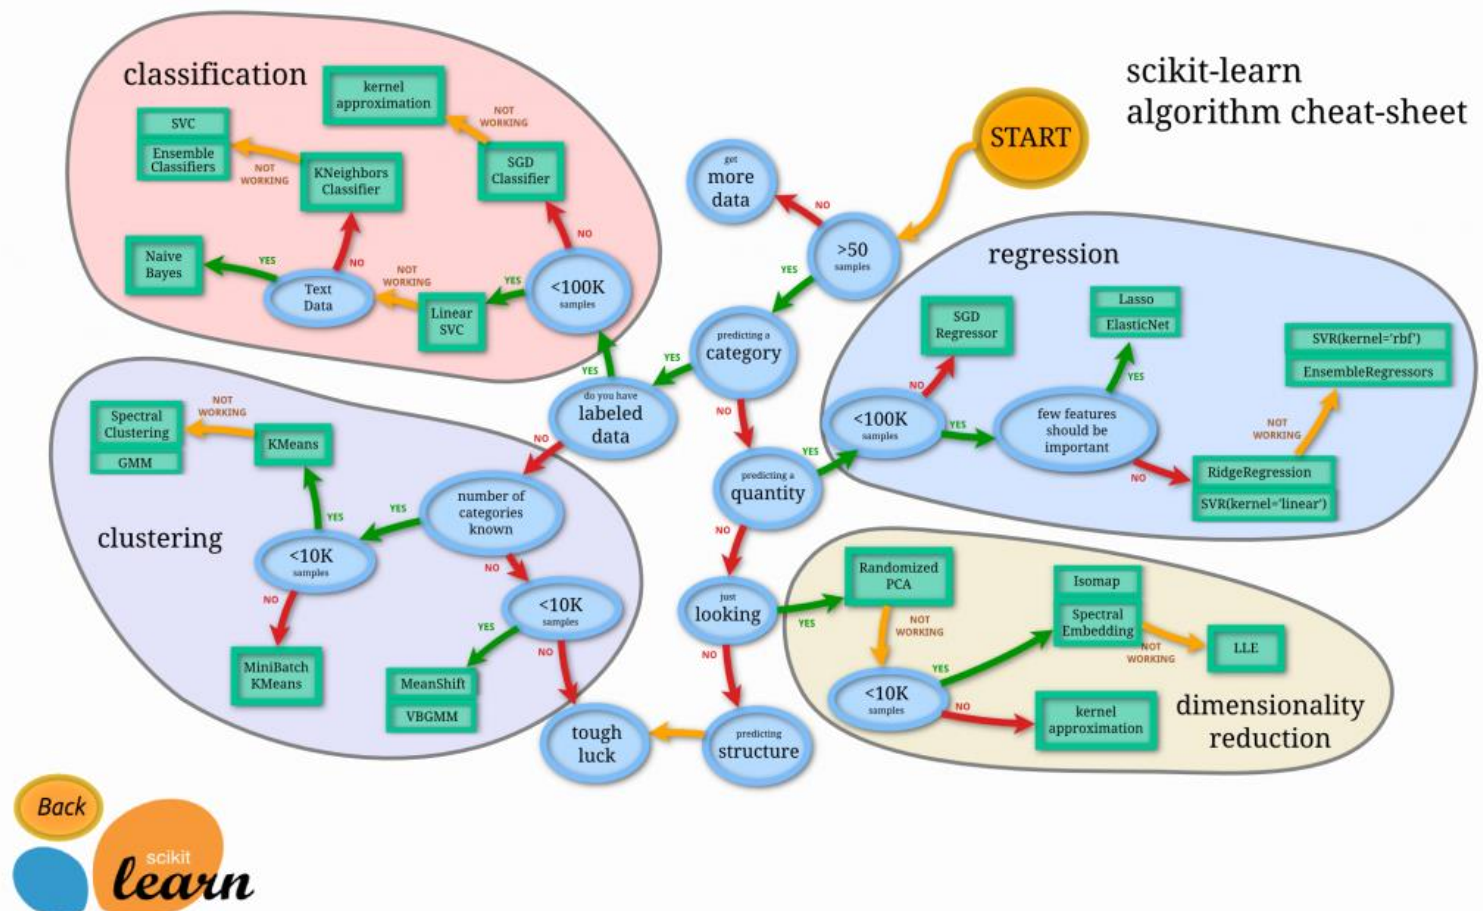 scikit-learn
algorithm cheat-sheet
START
classification
kernel
approximation
NOT
WORKING
SVC
Ensemble
Classifiers
NOT
WORKING
KNeighbors
Classifier
SGD
Classifier
NO
Naive
Bayes
YES
Text
Data
NO
NOT
WORKING
Linear
SVC
YES
<100K
samples
get
more
data
NO
>50
samples
YES
predicting a
category
YES
NO
do you have
labeled
data
YES
NO
predicting a
quantity
YES
NO
just
looking
YES
NO
predicting
structure
tough
luck
regression
SGD
Regressor
NO
<100K
samples
YES
few features
should be
important
YES
Lasso
ElasticNet
NO
RidgeRegression
SVR(kernel='linear')
NOT
WORKING
SVR(kernel='rbf')
EnsembleRegressors
clustering
Spectral
Clustering
GMM
NOT
WORKING
KMeans
YES
<10K
samples
NO
MiniBatch
KMeans
YES
number of
categories
known
NO
<10K
samples
YES
NO
MeanShift
VBGMM
dimensionality
reduction
Randomized
PCA
NOT
WORKING
<10K
samples
YES
NO
Isomap
Spectral
Embedding
NOT
WORKING
LLE
kernel
approximation
Back
scikit
learn